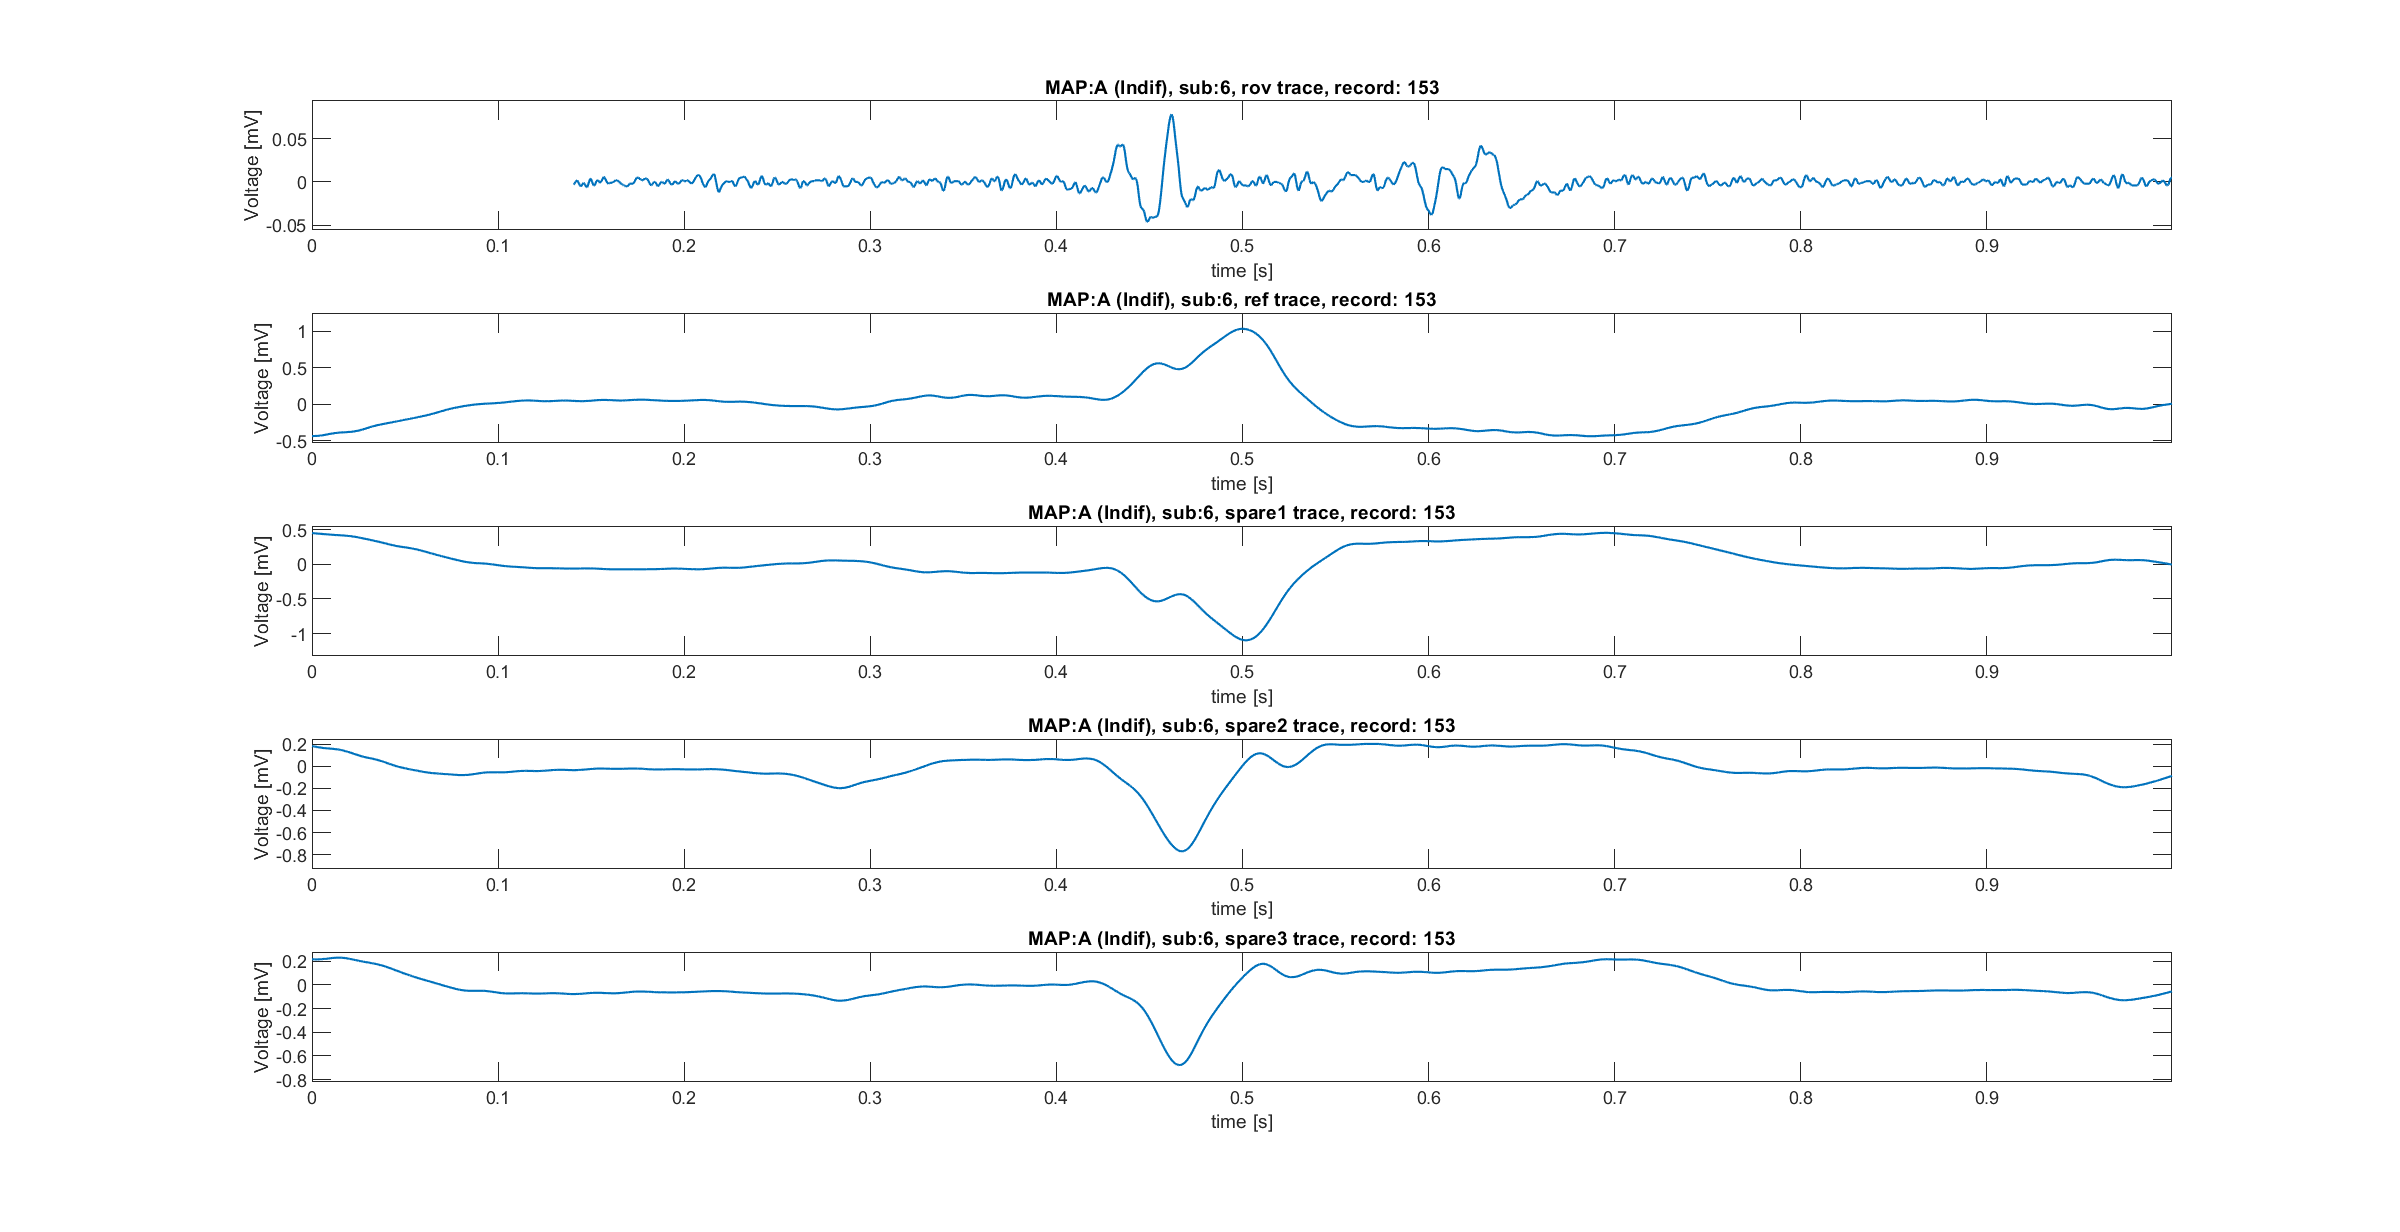 MAP:A (Indif), sub:6, rov trace, record: 153
Voltage [mV]
0.05
0
-0.05
0 0.1 0.2 0.3 0.4 0.5 0.6 0.7 0.8 0.9
time [s]
MAP:A (Indif), sub:6, ref trace, record: 153
Voltage [mV]
1
0.5
0
-0.5
0 0.1 0.2 0.3 0.4 0.5 0.6 0.7 0.8 0.9
time [s]
MAP:A (Indif), sub:6, spare1 trace, record: 153
Voltage [mV]
0.5
0
-0.5
-1
0 0.1 0.2 0.3 0.4 0.5 0.6 0.7 0.8 0.9
time [s]
MAP:A (Indif), sub:6, spare2 trace, record: 153
Voltage [mV]
0.2
0
-0.2
-0.4
-0.6
-0.8
0 0.1 0.2 0.3 0.4 0.5 0.6 0.7 0.8 0.9
time [s]
MAP:A (Indif), sub:6, spare3 trace, record: 153
Voltage [mV]
0.2
0
-0.2
-0.4
-0.6
-0.8
0 0.1 0.2 0.3 0.4 0.5 0.6 0.7 0.8 0.9
time [s]